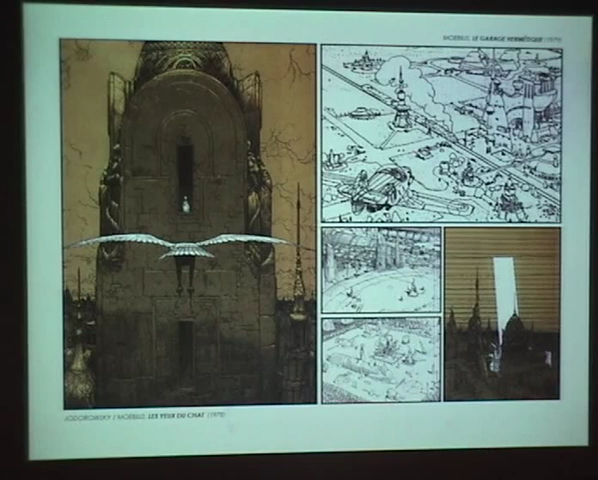 MOEBIUS. LE GARAGE HERMÉTIQUE (1979)
JODOROWSKY / MOEBIUS. LES YEUX DU CHAT (1978)